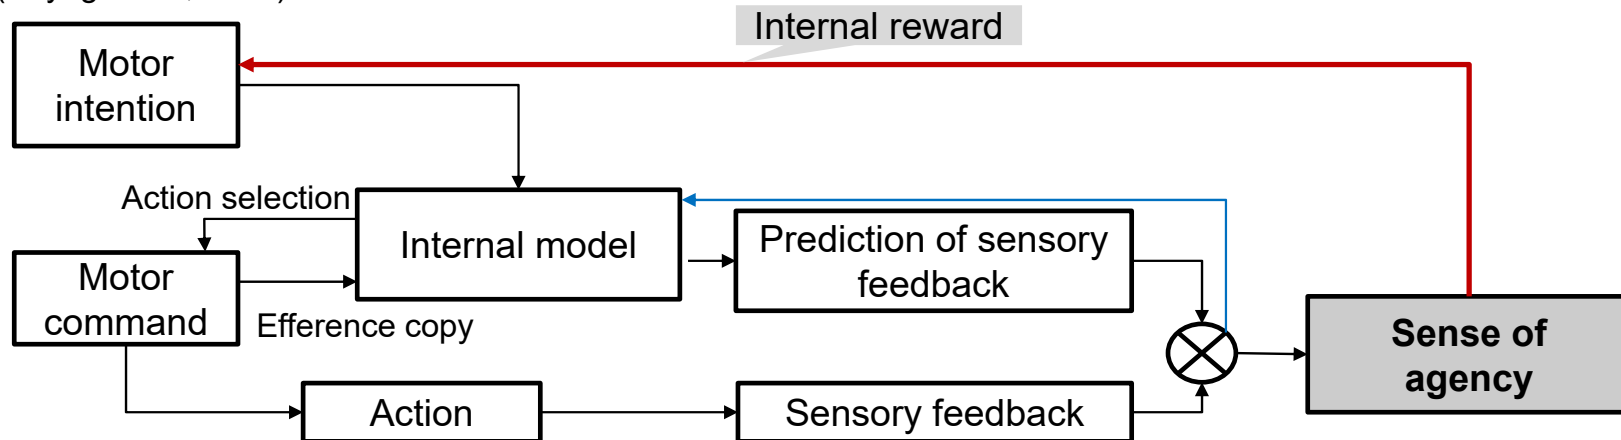 Internal reward
Motor
intention
Action selection
Internal model
Prediction of sensory
feedback
Motor
command
Efference copy
Sense of
agency
Action
Sensory feedback